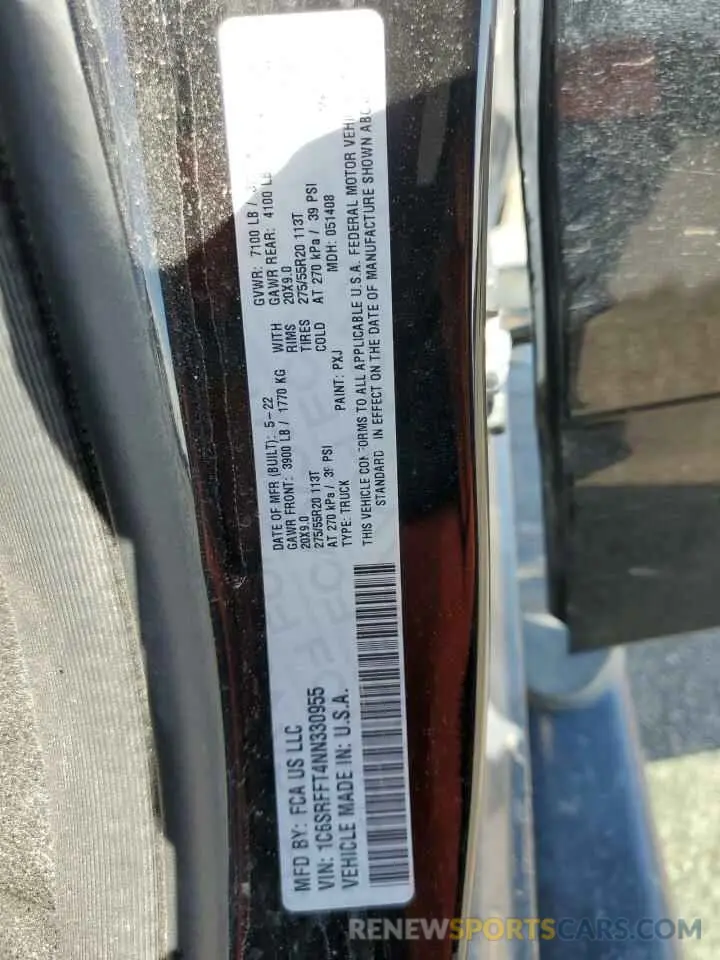 MFD BY: FCA US LLC
DATE OF MFR (BUILT): 5-22
GVWR: 7100 LB /
GAWR FRONT: 3900 LB / 1770 KG WITH
GAWR REAR: 4100 LB
20X9.0 RIMS 20X9.0
275/55R20 113T TIRES 275/55R20 113T
AT 270 kPa / 39 PSI COLD AT 270 kPa / 39 PSI
VIN: 1C6SRFFT4NN330955
TYPE: TRUCK PAINT: PXJ MDH: 051408
VEHICLE MADE IN: U.S.A.
THIS VEHICLE CONFORMS TO ALL APPLICABLE U.S.A. FEDERAL MOTOR VEHI
STANDARD IN EFFECT ON THE DATE OF MANUFACTURE SHOWN ABO
RENEWSPORTSCARS.COM